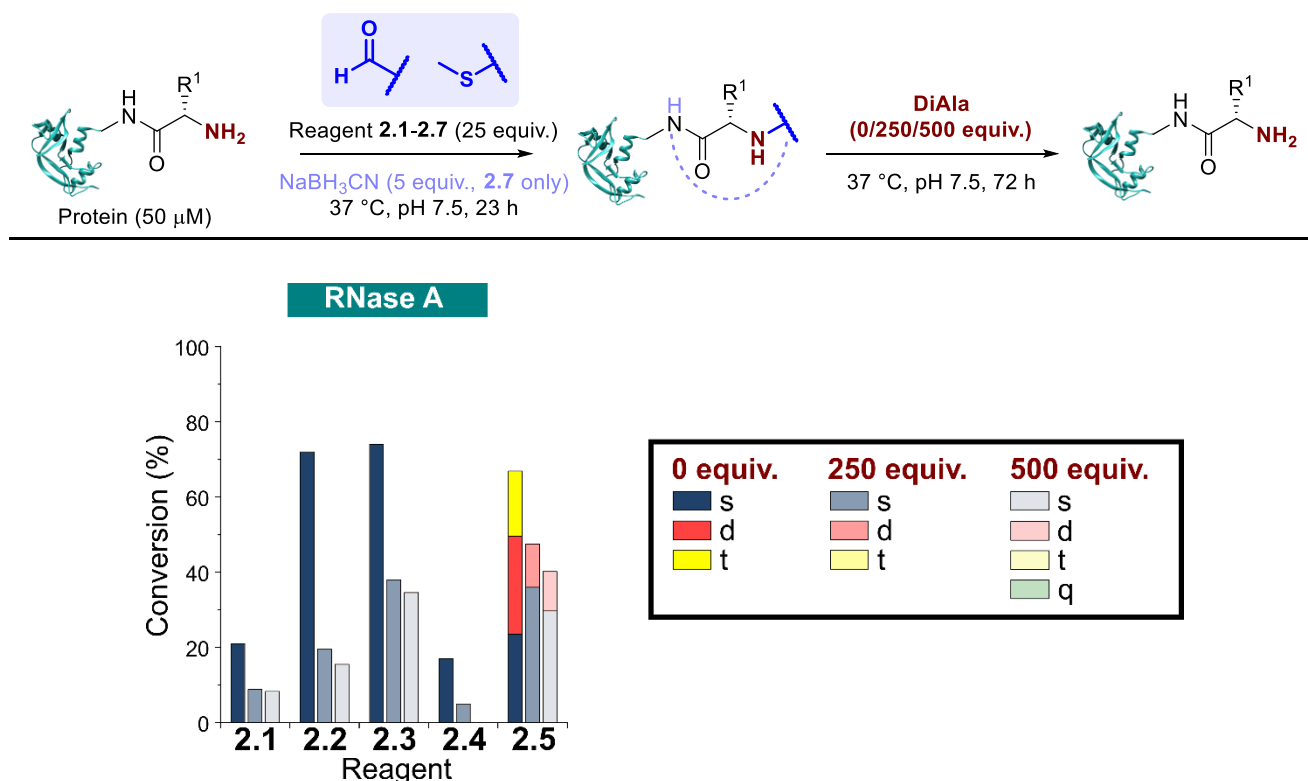 O
H
S
R1
H
N
NH2
O
Protein (50 μM)
Reagent 2.1-2.7 (25 equiv.)
NaBH3CN (5 equiv., 2.7 only)
37 °C, pH 7.5, 23 h
R1
H
N
N
H
O
DiAla
(0/250/500 equiv.)
37 °C, pH 7.5, 72 h
R1
H
N
NH2
O
RNase A
Conversion (%)
100
80
60
40
20
0
2.1 2.2 2.3 2.4 2.5
Reagent
0 equiv. 250 equiv. 500 equiv.
s s s
d d d
t t t
q